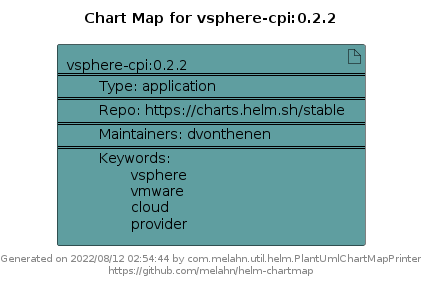 Chart Map for vsphere-cpi:0.2.2
vsphere-cpi:0.2.2
Type: application
Repo: https://charts.helm.sh/stable
Maintainers: dvonthenen
Keywords:
vsphere
vmware
cloud
provider
Generated on 2022/08/12 02:54:44 by com.melahn.util.helm.PlantUmlChartMapPrinter
https://github.com/melahn/helm-chartmap